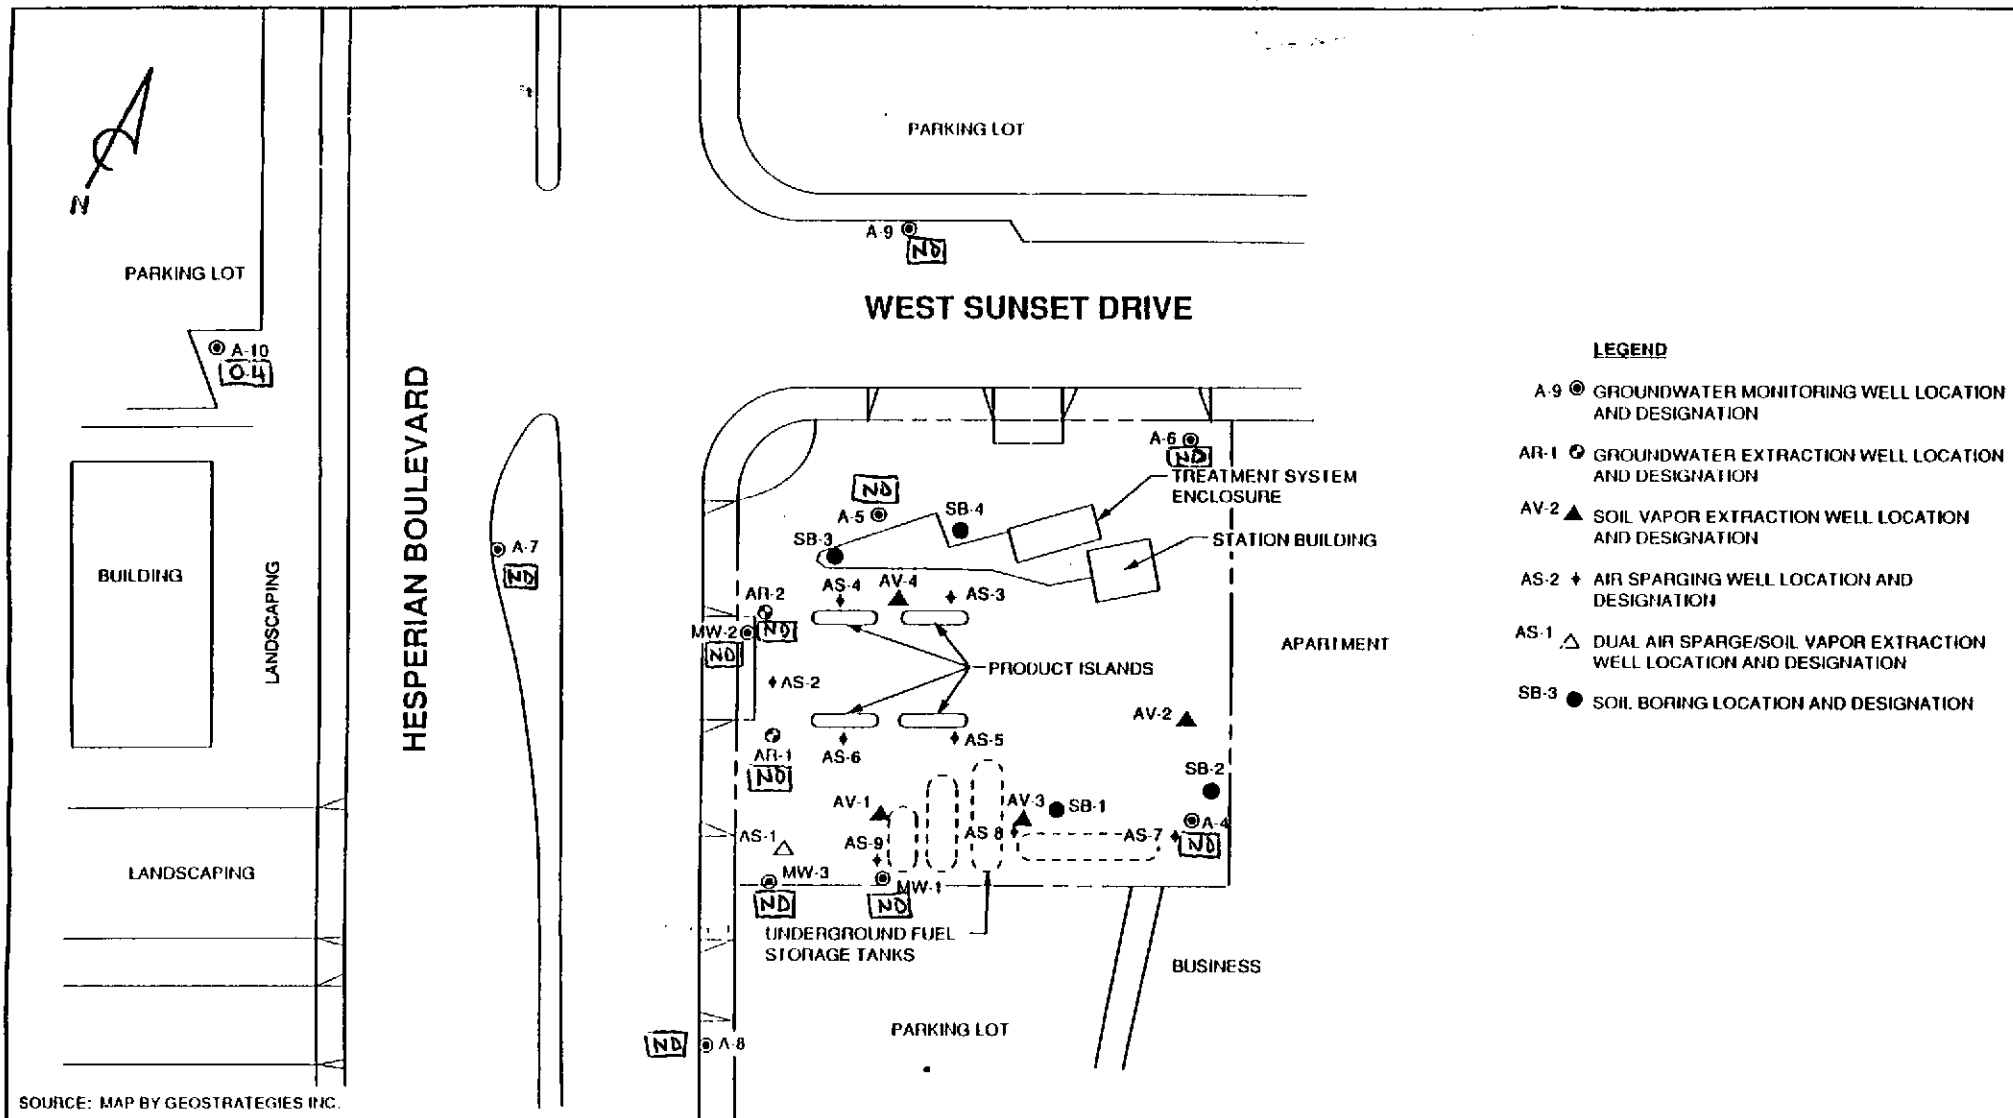 N
PARKING LOT
PARKING LOT
A-9
ND
WEST SUNSET DRIVE
A-10
0.4
HESPERIAN BOULEVARD
BUILDING
LANDSCAPING
LANDSCAPING
A-7
ND
A-6
ND
TREATMENT SYSTEM
ENCLOSURE
ND
A-5
SB-4
SB-3
STATION BUILDING
AS-4
AV-4
AS-3
AR-2
ND
MW-2
ND
PRODUCT ISLANDS
APARTMENT
AS-2
AV-2
AR-1
ND
AS-6
AS-5
SB-2
AV-1
AV-3
SB-1
AS-1
AS-9
AS 8
AS-7
A-4
ND
MW-3
ND
MW-1
ND
UNDERGROUND FUEL
STORAGE TANKS
BUSINESS
PARKING LOT
ND
A-8
LEGEND
A-9 GROUNDWATER MONITORING WELL LOCATION
AND DESIGNATION
AR-1 GROUNDWATER EXTRACTION WELL LOCATION
AND DESIGNATION
AV-2 SOIL VAPOR EXTRACTION WELL LOCATION
AND DESIGNATION
AS-2 AIR SPARGING WELL LOCATION AND
DESIGNATION
AS-1 DUAL AIR SPARGE/SOIL VAPOR EXTRACTION
WELL LOCATION AND DESIGNATION
SB-3 SOIL BORING LOCATION AND DESIGNATION
SOURCE: MAP BY GEOSTRATEGIES INC.